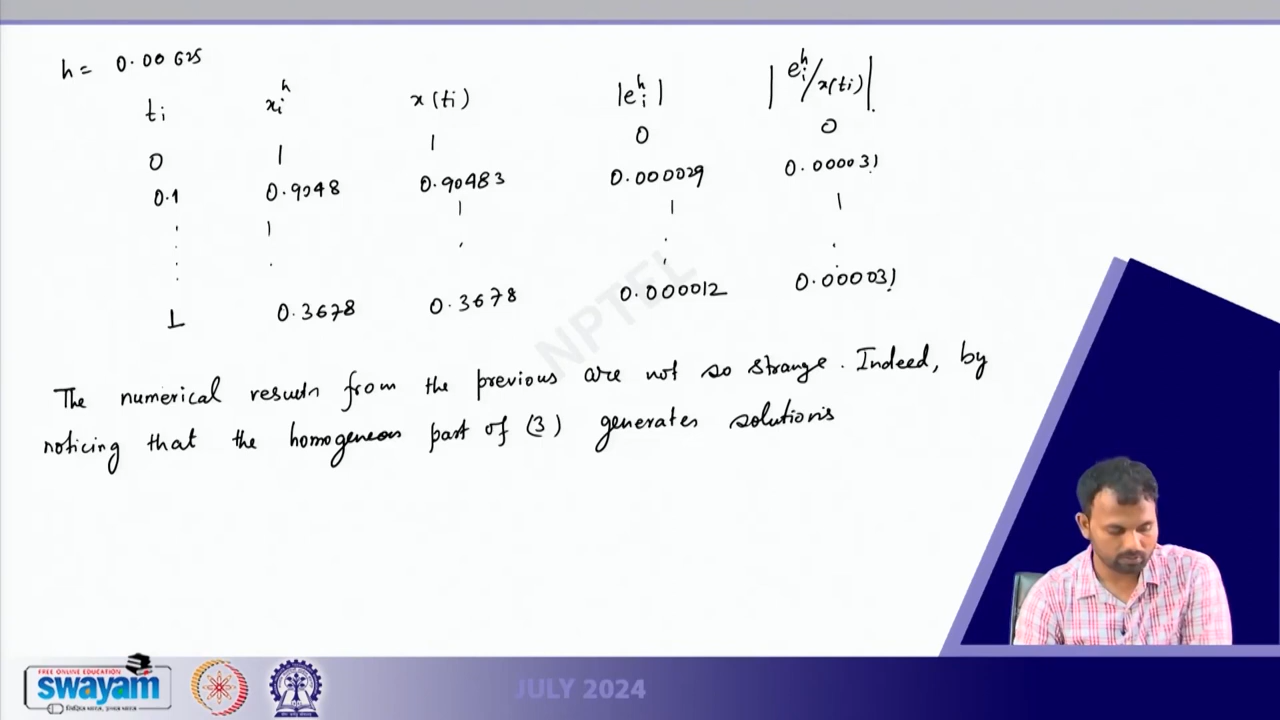 h = 0.00625
ti xi^h x(ti) |ei^h| |ei^h/x(ti)|
0 1 1 0 0
0.1 0.9048 0.90483 0.000029 0.000031
1 0.3678 0.3678 0.000012 0.000031
The numerical results from the previous are not so strange. Indeed, by
noticing that the homogeneous part of (3) generates solutions
NPTEL
FREE ONLINE EDUCATION
swayam
JULY 2024